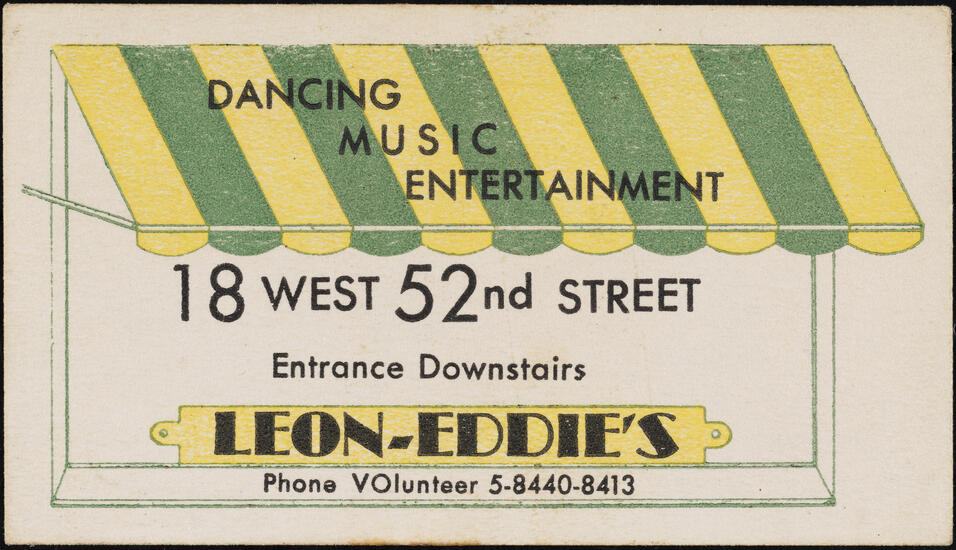 DANCING
MUSIC
ENTERTAINMENT
18 WEST 52nd STREET
Entrance Downstairs
LEON-EDDIE'S
Phone VOlunteer 5-8440-8413